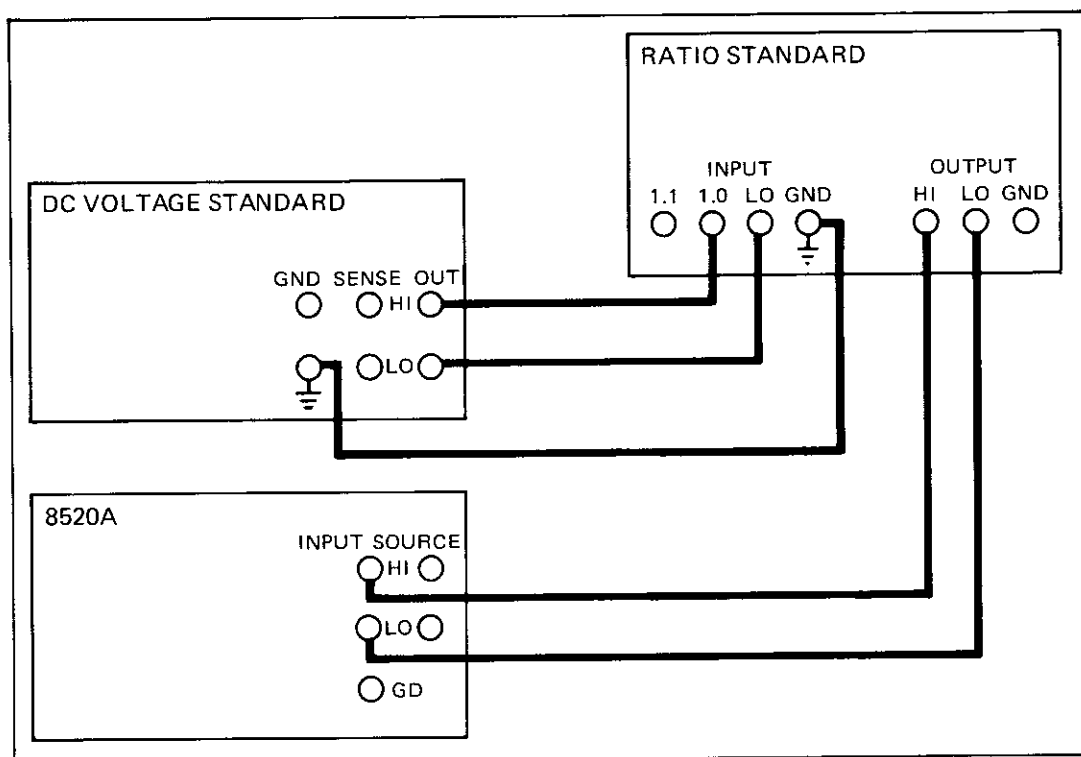 RATIO STANDARD
INPUT OUTPUT
1.1 1.0 LO GND HI LO GND
DC VOLTAGE STANDARD
GND SENSE OUT
HI
LO
8520A
INPUT SOURCE
HI
LO
GD